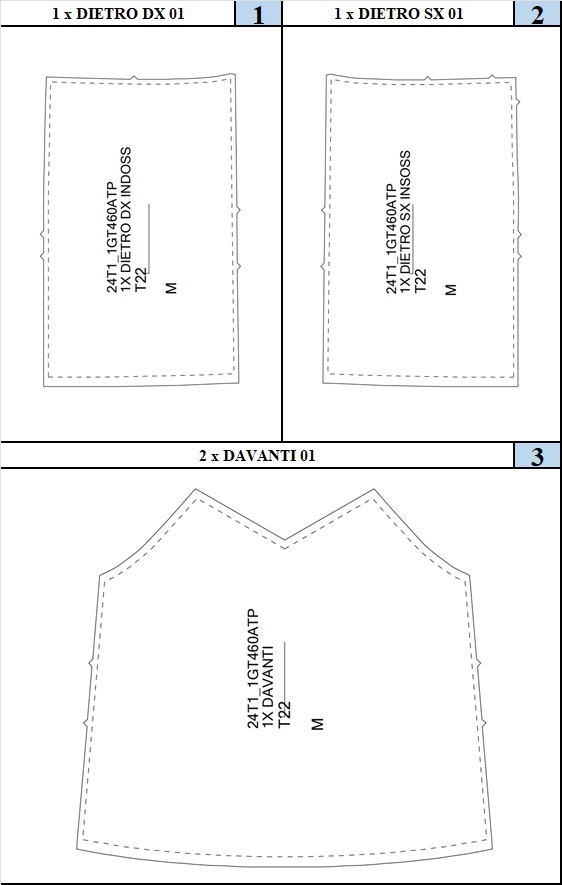 1 x DIETRO DX 01
1
1 x DIETRO SX 01
2
24T1_1GT460ATP
1X DIETRO DX INDOSS
T22
M
24T1_1GT460ATP
1X DIETRO SX INSOSS
T22
M
2 x DAVANTI 01
3
24T1_1GT460ATP
1X DAVANTI
T22
M